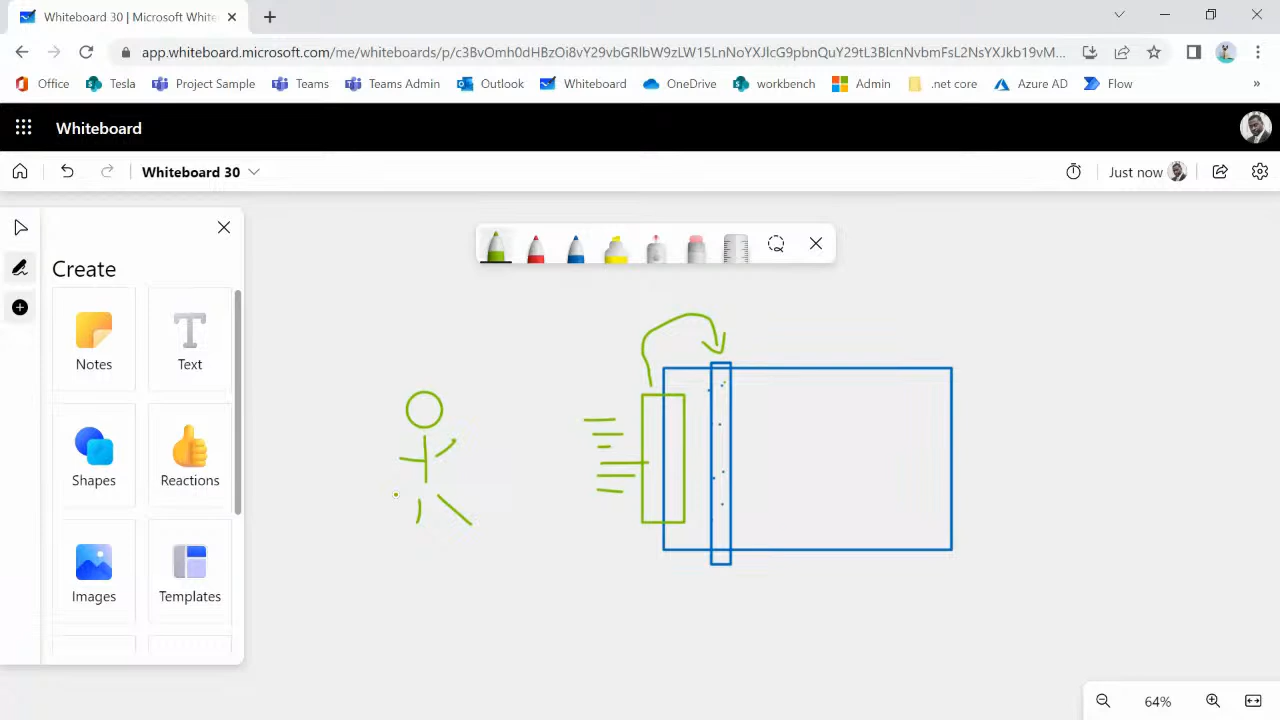 Whiteboard 30 | Microsoft White
app.whiteboard.microsoft.com/me/whiteboards/p/c3BvOmh0dHBzOi8vY29vbGRlbW9zLW15LnNoYXJlcG9pbnQuY29tL3BlcnNvbmFsL2NsYXJkb19vM...
Office Tesla Project Sample Teams Teams Admin Outlook Whiteboard OneDrive workbench Admin .net core Azure AD Flow »
Whiteboard
Whiteboard 30 Just now
Create
Notes Text
Shapes Reactions
Images Templates
64%